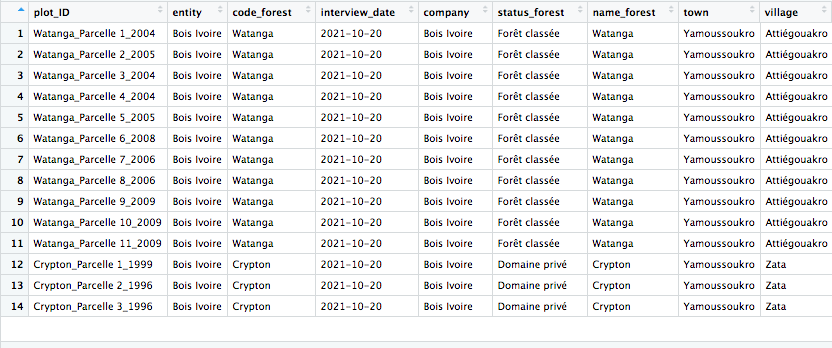 plot_ID entity code_forest interview_date company status_forest name_forest town village
1 Watanga_Parcelle 1_2004 Bois Ivoire Watanga 2021-10-20 Bois Ivoire Forêt classée Watanga Yamoussoukro Attiégouakro
2 Watanga_Parcelle 2_2005 Bois Ivoire Watanga 2021-10-20 Bois Ivoire Forêt classée Watanga Yamoussoukro Attiégouakro
3 Watanga_Parcelle 3_2004 Bois Ivoire Watanga 2021-10-20 Bois Ivoire Forêt classée Watanga Yamoussoukro Attiégouakro
4 Watanga_Parcelle 4_2004 Bois Ivoire Watanga 2021-10-20 Bois Ivoire Forêt classée Watanga Yamoussoukro Attiégouakro
5 Watanga_Parcelle 5_2005 Bois Ivoire Watanga 2021-10-20 Bois Ivoire Forêt classée Watanga Yamoussoukro Attiégouakro
6 Watanga_Parcelle 6_2008 Bois Ivoire Watanga 2021-10-20 Bois Ivoire Forêt classée Watanga Yamoussoukro Attiégouakro
7 Watanga_Parcelle 7_2006 Bois Ivoire Watanga 2021-10-20 Bois Ivoire Forêt classée Watanga Yamoussoukro Attiégouakro
8 Watanga_Parcelle 8_2006 Bois Ivoire Watanga 2021-10-20 Bois Ivoire Forêt classée Watanga Yamoussoukro Attiégouakro
9 Watanga_Parcelle 9_2009 Bois Ivoire Watanga 2021-10-20 Bois Ivoire Forêt classée Watanga Yamoussoukro Attiégouakro
10 Watanga_Parcelle 10_2009 Bois Ivoire Watanga 2021-10-20 Bois Ivoire Forêt classée Watanga Yamoussoukro Attiégouakro
11 Watanga_Parcelle 11_2009 Bois Ivoire Watanga 2021-10-20 Bois Ivoire Forêt classée Watanga Yamoussoukro Attiégouakro
12 Crypton_Parcelle 1_1999 Bois Ivoire Crypton 2021-10-20 Bois Ivoire Domaine privé Crypton Yamoussoukro Zata
13 Crypton_Parcelle 2_1996 Bois Ivoire Crypton 2021-10-20 Bois Ivoire Domaine privé Crypton Yamoussoukro Zata
14 Crypton_Parcelle 3_1996 Bois Ivoire Crypton 2021-10-20 Bois Ivoire Domaine privé Crypton Yamoussoukro Zata